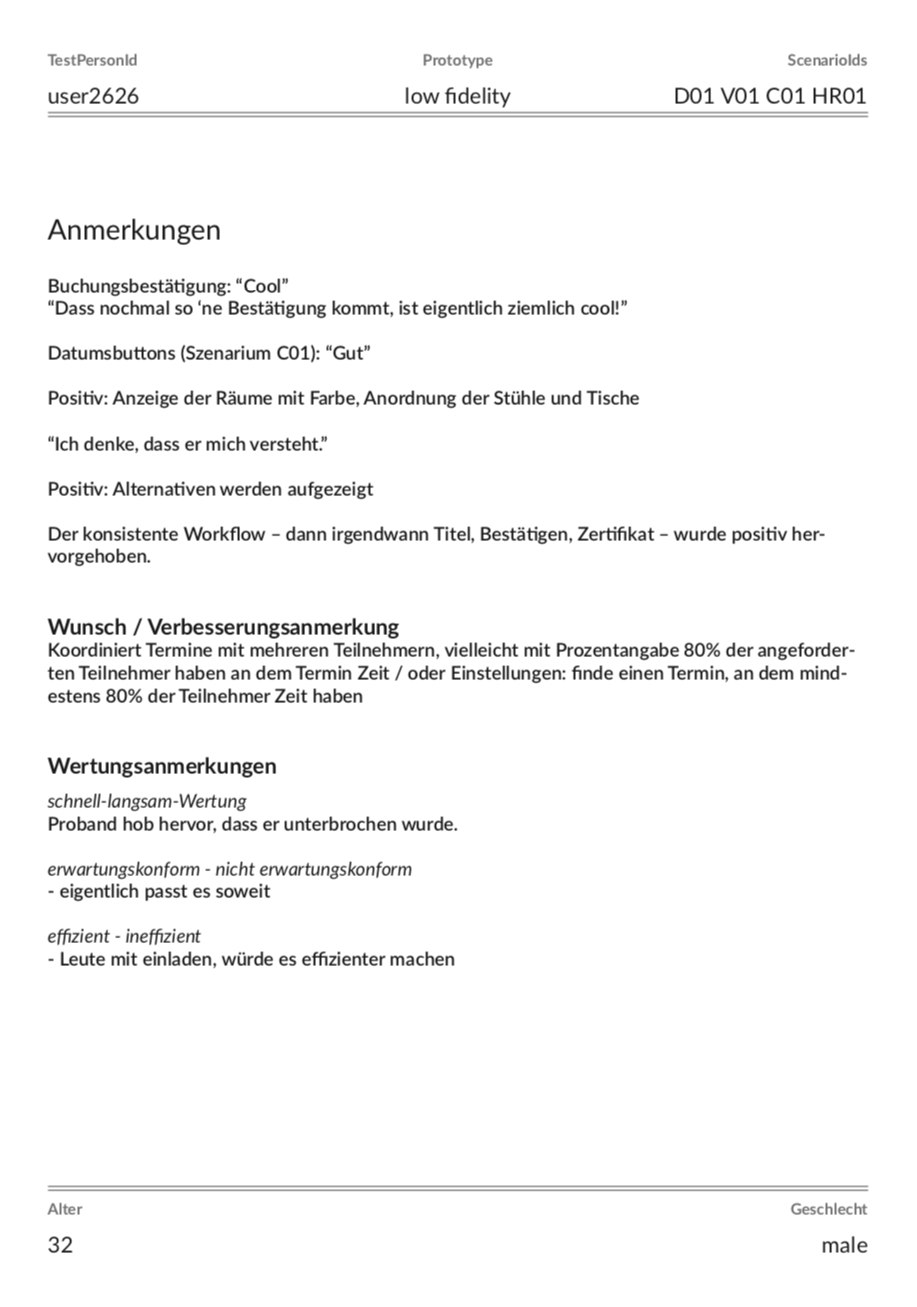 TestPersonId Prototype ScenarioIds
user2626 low fidelity D01 V01 C01 HR01
Anmerkungen
Buchungsbestätigung: “Cool”
“Dass nochmal so ‘ne Bestätigung kommt, ist eigentlich ziemlich cool!”
Datumsbuttons (Szenarium C01): “Gut”
Positiv: Anzeige der Räume mit Farbe, Anordnung der Stühle und Tische
“Ich denke, dass er mich versteht.”
Positiv: Alternativen werden aufgezeigt
Der konsistente Workflow – dann irgendwann Titel, Bestätigen, Zertifikat – wurde positiv her-
vorgehoben.
Wunsch / Verbesserungsanmerkung
Koordiniert Termine mit mehreren Teilnehmern, vielleicht mit Prozentangabe 80% der angeforder-
ten Teilnehmer haben an dem Termin Zeit / oder Einstellungen: finde einen Termin, an dem mind-
estens 80% der Teilnehmer Zeit haben
Wertungsanmerkungen
schnell-langsam-Wertung
Proband hob hervor, dass er unterbrochen wurde.
erwartungskonform - nicht erwartungskonform
- eigentlich passt es soweit
effizient - ineffizient
- Leute mit einladen, würde es effizienter machen
Alter Geschlecht
32 male